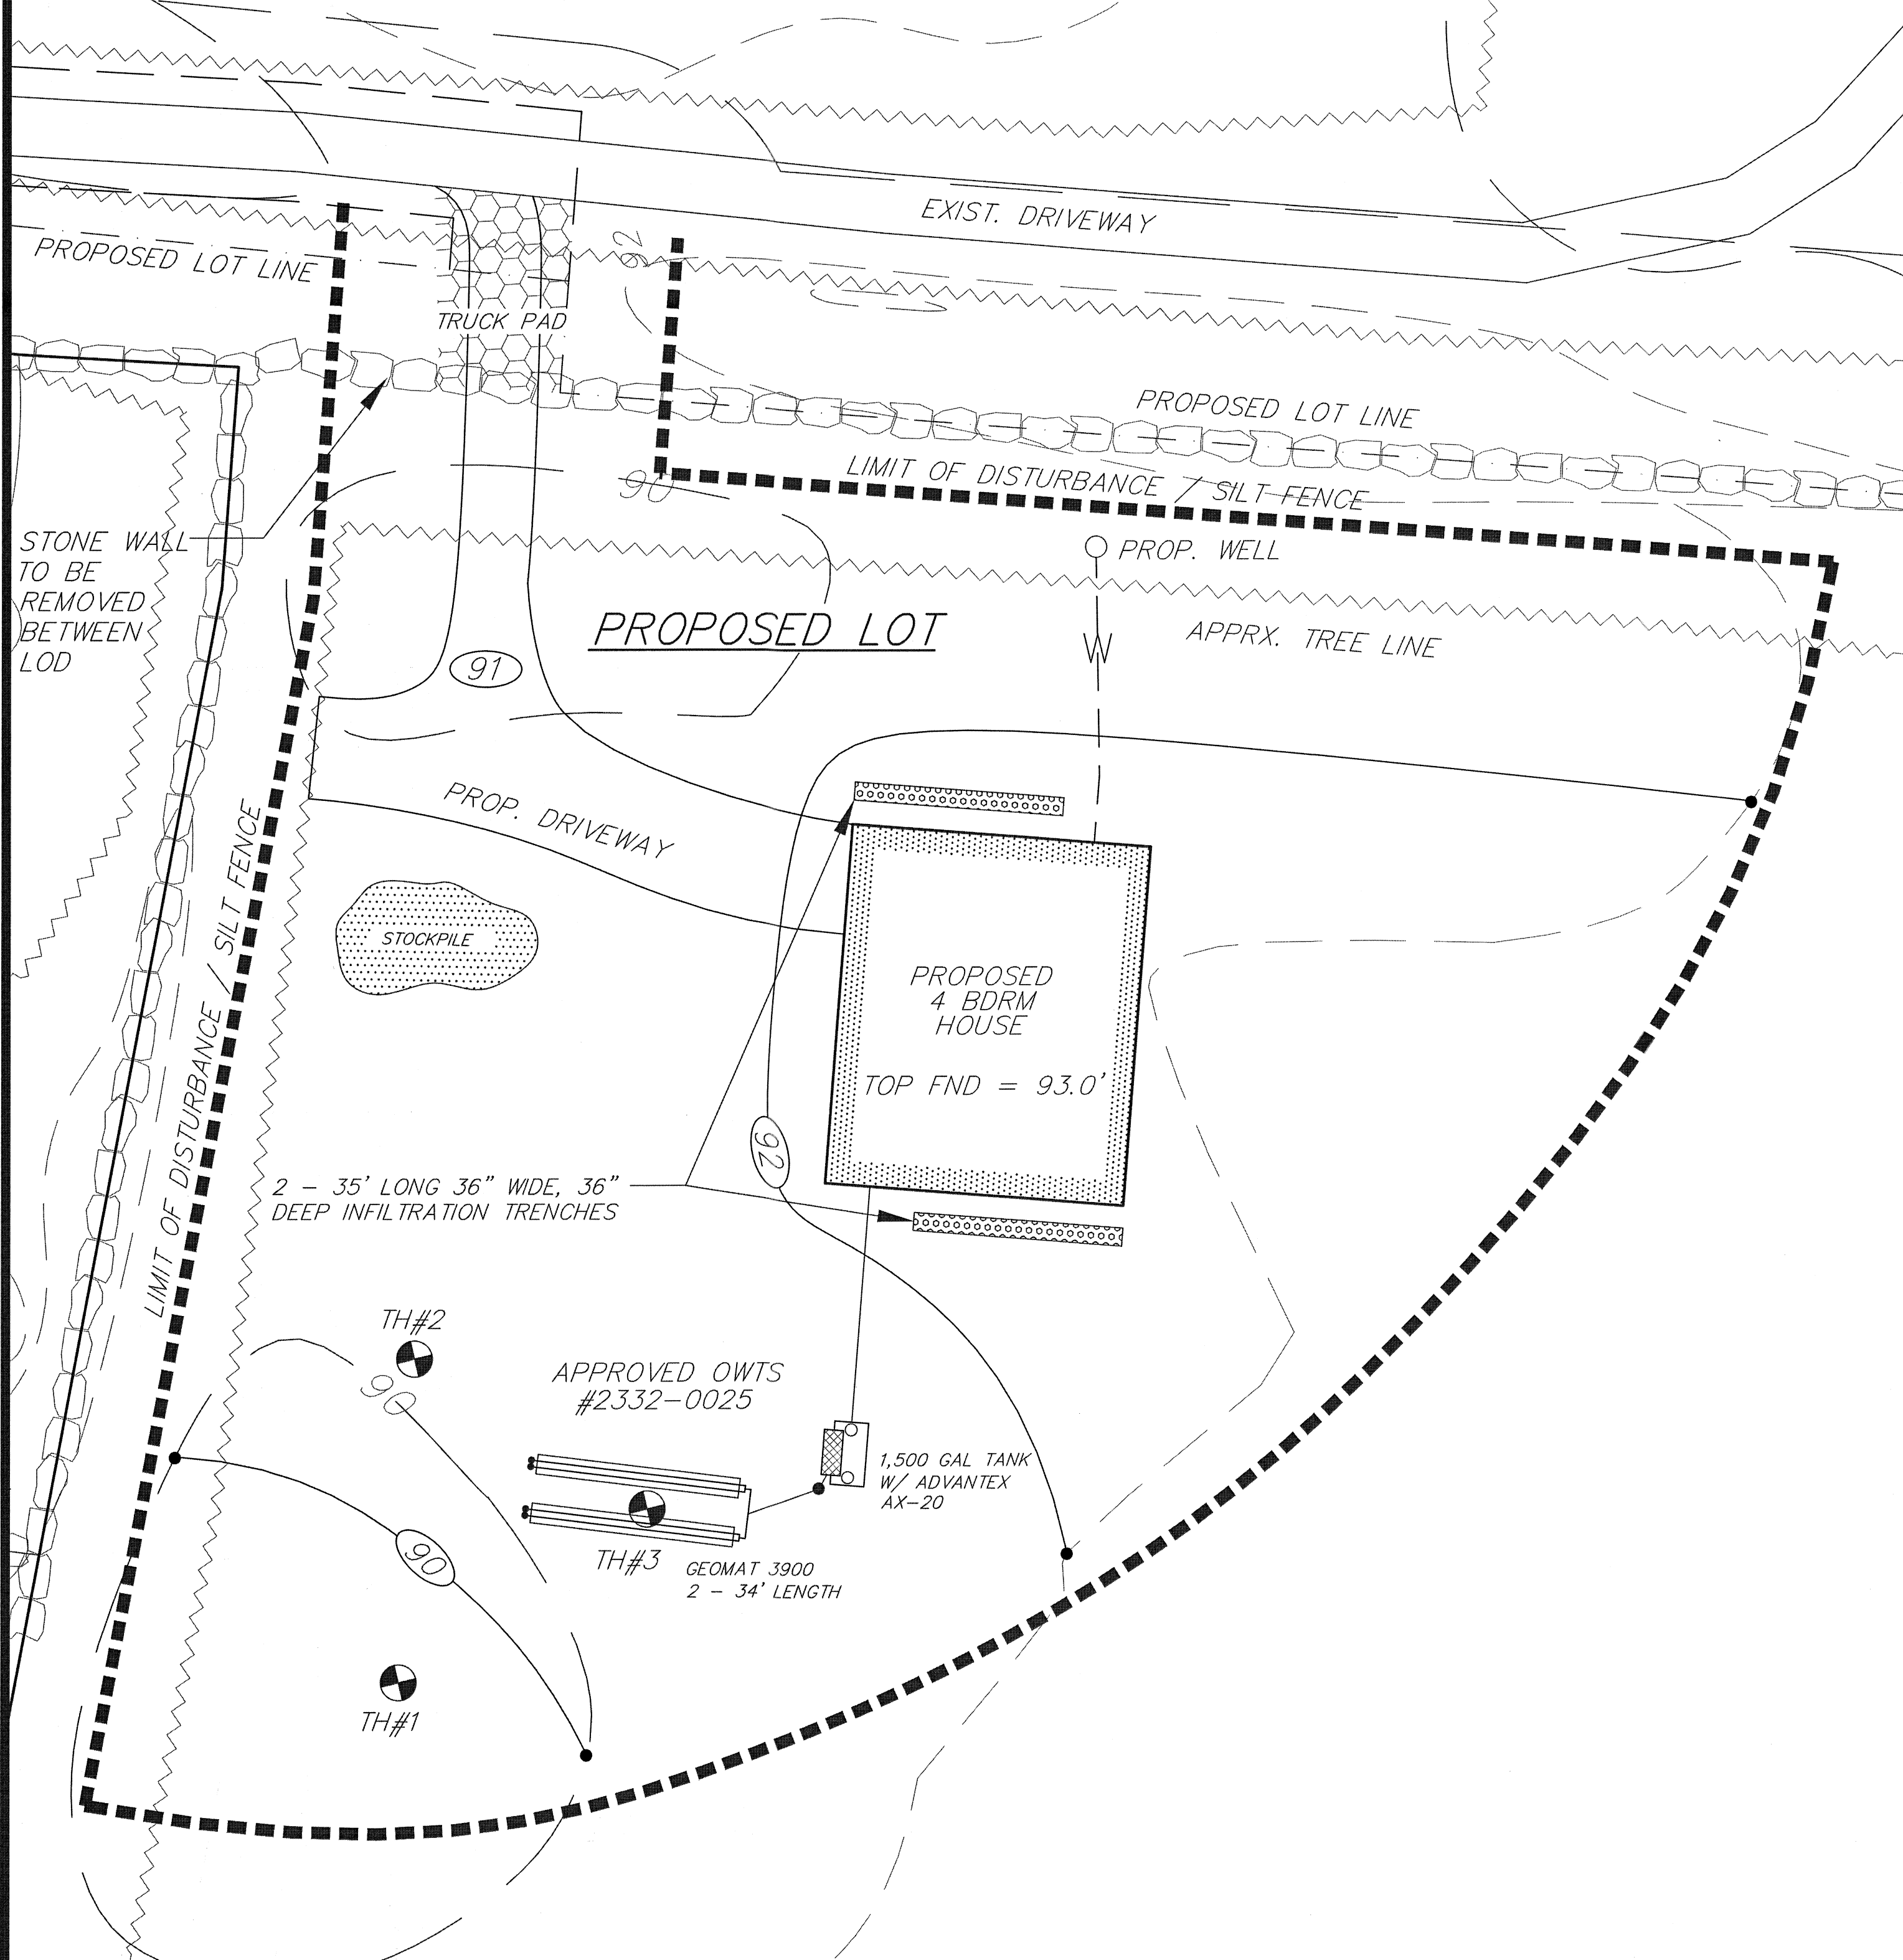 EXIST. DRIVEWAY
92
PROPOSED LOT LINE
TRUCK PAD
PROPOSED LOT LINE
LIMIT OF DISTURBANCE / SILT FENCE
90
STONE WALL
TO BE
REMOVED
BETWEEN
LOD
PROP. WELL
PROPOSED LOT
W
APPRX. TREE LINE
91
PROP. DRIVEWAY
LIMIT OF DISTURBANCE / SILT FENCE
STOCKPILE
PROPOSED
4 BDRM
HOUSE
TOP FND = 93.0'
92
2 - 35' LONG 36" WIDE, 36"
DEEP INFILTRATION TRENCHES
TH#2
90
APPROVED OWTS
#2332-0025
1,500 GAL TANK
W/ ADVANTEX
AX-20
90
TH#3
GEOMAT 3900
2 - 34' LENGTH
TH#1